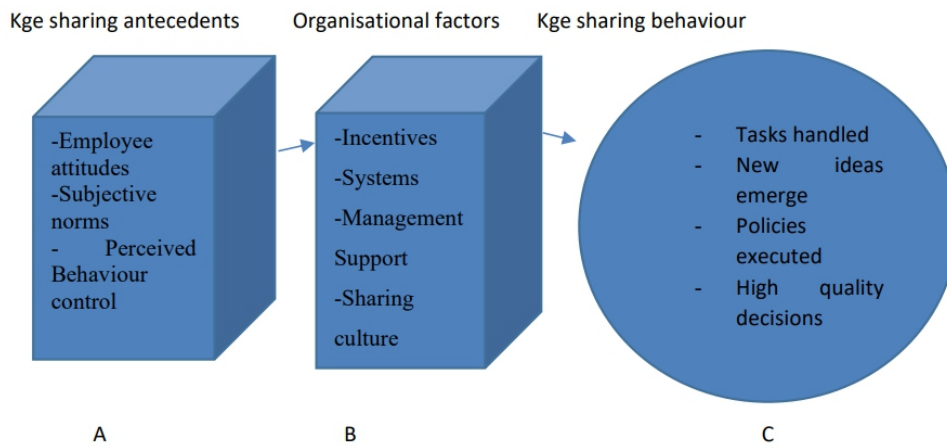 Kge sharing antecedents
Organisational factors
Kge sharing behaviour
-Employee
attitudes
-Subjective
norms
- Perceived
Behaviour
control
-Incentives
-Systems
-Management
Support
-Sharing
culture
- Tasks handled
- New ideas
emerge
- Policies
executed
- High quality
decisions
A
B
C